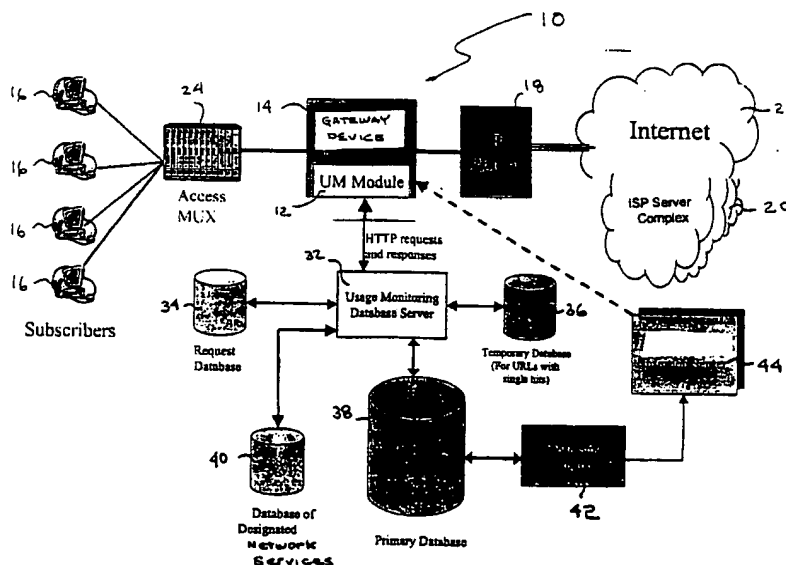 10
16
16
16
16
Subscribers
24
Access
MUX
14
GATEWAY
DEVICE
UM Module
12
18
Internet
2
ISP Server
Complex
20
HTTP requests
and responses
32
Usage Monitoring
Database Server
34
Request
Database
36
Temporary Database
(For URLs with
single hits)
38
Primary Database
40
Database of
Designated
NETWORK
SERVICES
42
44